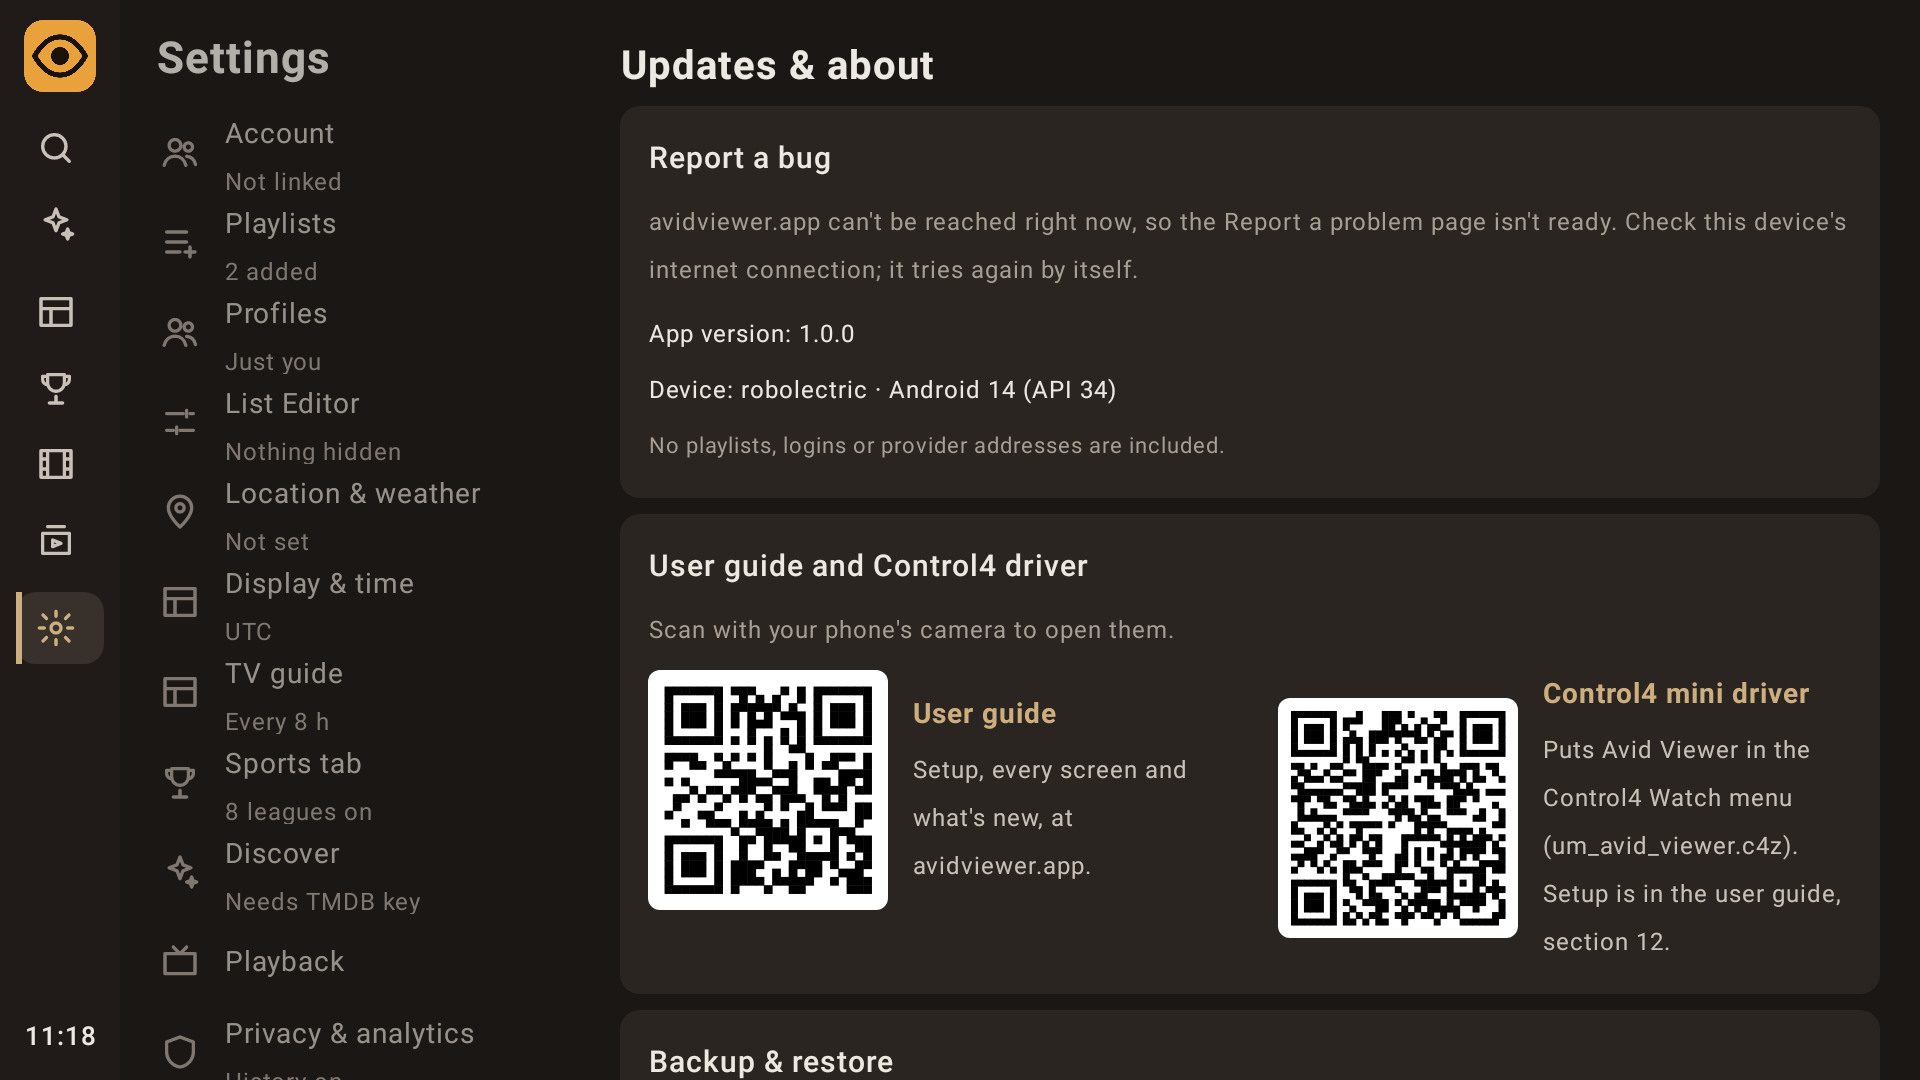 Settings
Account
Not linked
Playlists
2 added
Profiles
Just you
List Editor
Nothing hidden
Location & weather
Not set
Display & time
UTC
TV guide
Every 8 h
Sports tab
8 leagues on
Discover
Needs TMDB key
Playback
Privacy & analytics
History on
11:18
Updates & about
Report a bug
avidviewer.app can't be reached right now, so the Report a problem page isn't ready. Check this device's
internet connection; it tries again by itself.
App version: 1.0.0
Device: robolectric · Android 14 (API 34)
No playlists, logins or provider addresses are included.
User guide and Control4 driver
Scan with your phone's camera to open them.
User guide
Setup, every screen and
what's new, at
avidviewer.app.
Control4 mini driver
Puts Avid Viewer in the
Control4 Watch menu
(um_avid_viewer.c4z).
Setup is in the user guide,
section 12.
Backup & restore